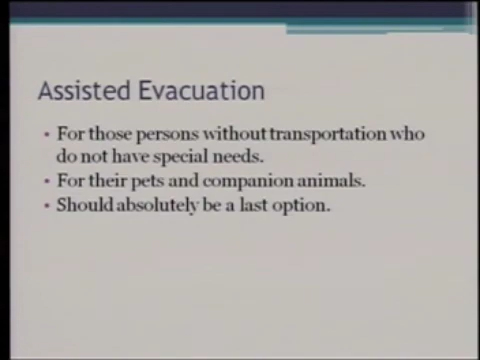 Assisted Evacuation
• For those persons without transportation who
do not have special needs.
• For their pets and companion animals.
• Should absolutely be a last option.